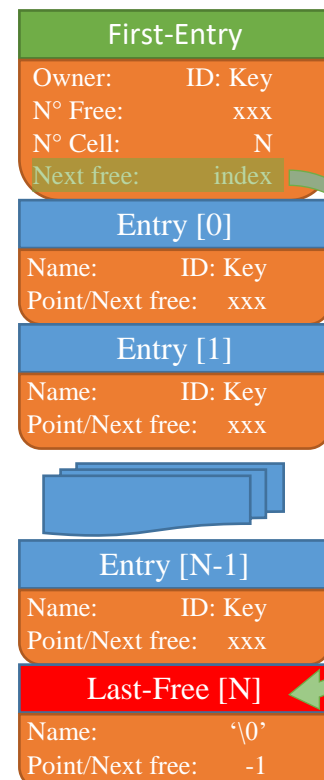 First-Entry
Owner: ID: Key
N° Free: xxx
N° Cell: N
Next free: index
Entry [0]
Name: ID: Key
Point/Next free: xxx
Entry [1]
Name: ID: Key
Point/Next free: xxx
Entry [N-1]
Name: ID: Key
Point/Next free: xxx
Last-Free [N]
Name: ‘\0’
Point/Next free: -1